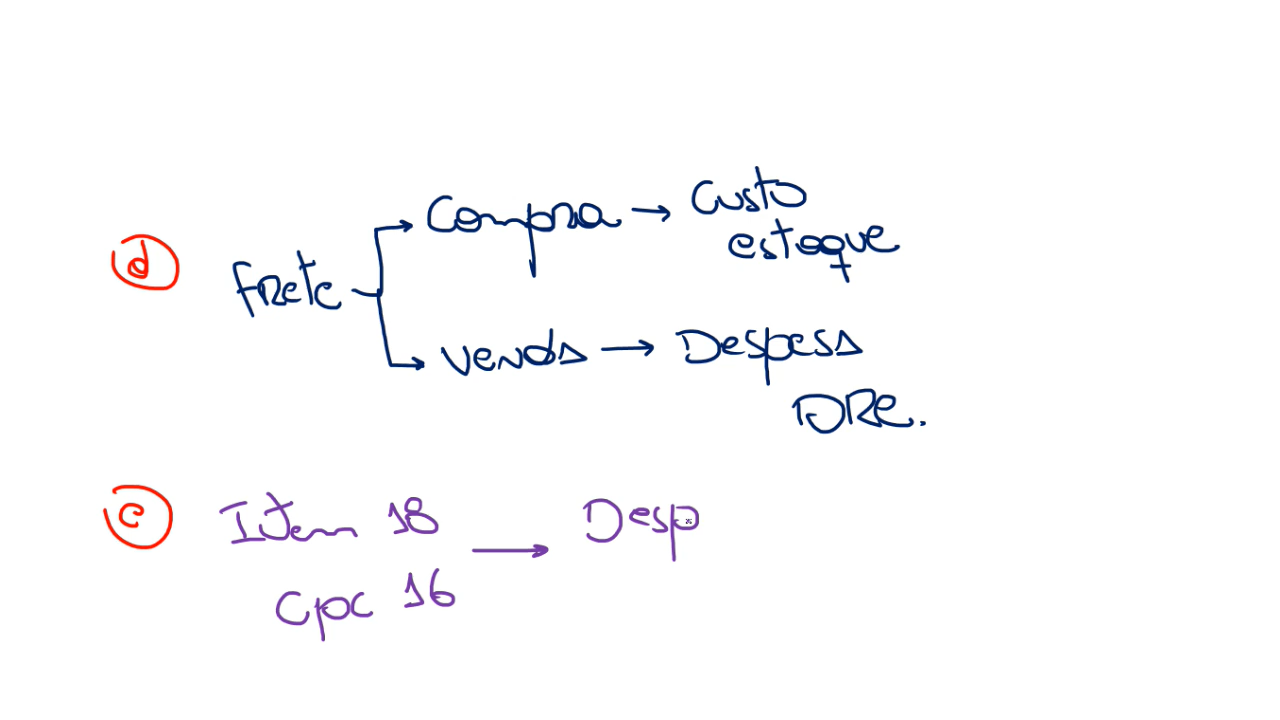 d
Frete
Compra → Custo
estoque
Venda → Despesa
DRE.
e
Item 18
CPC 16 → Desp